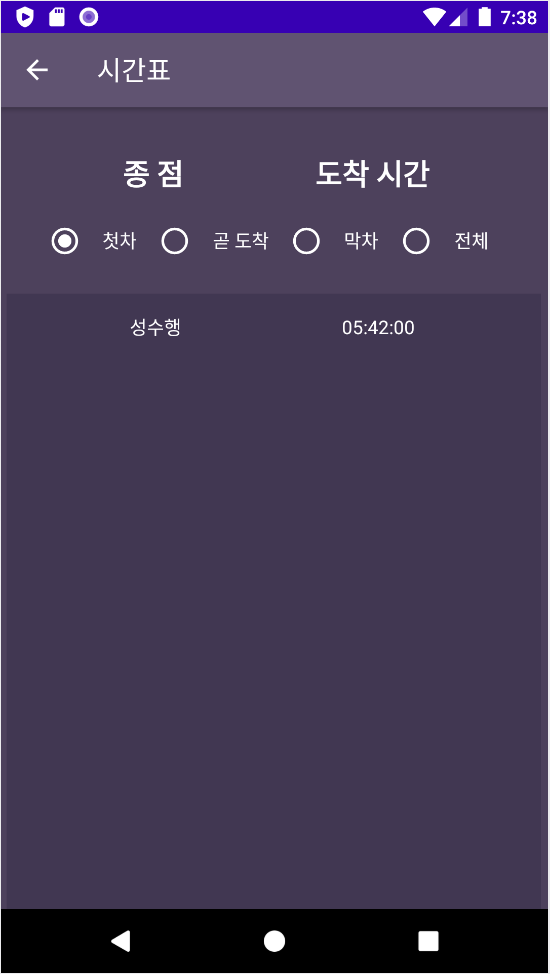 7:38
시간표
종 점 도착 시간
첫차 곧 도착 막차 전체
성수행 05:42:00